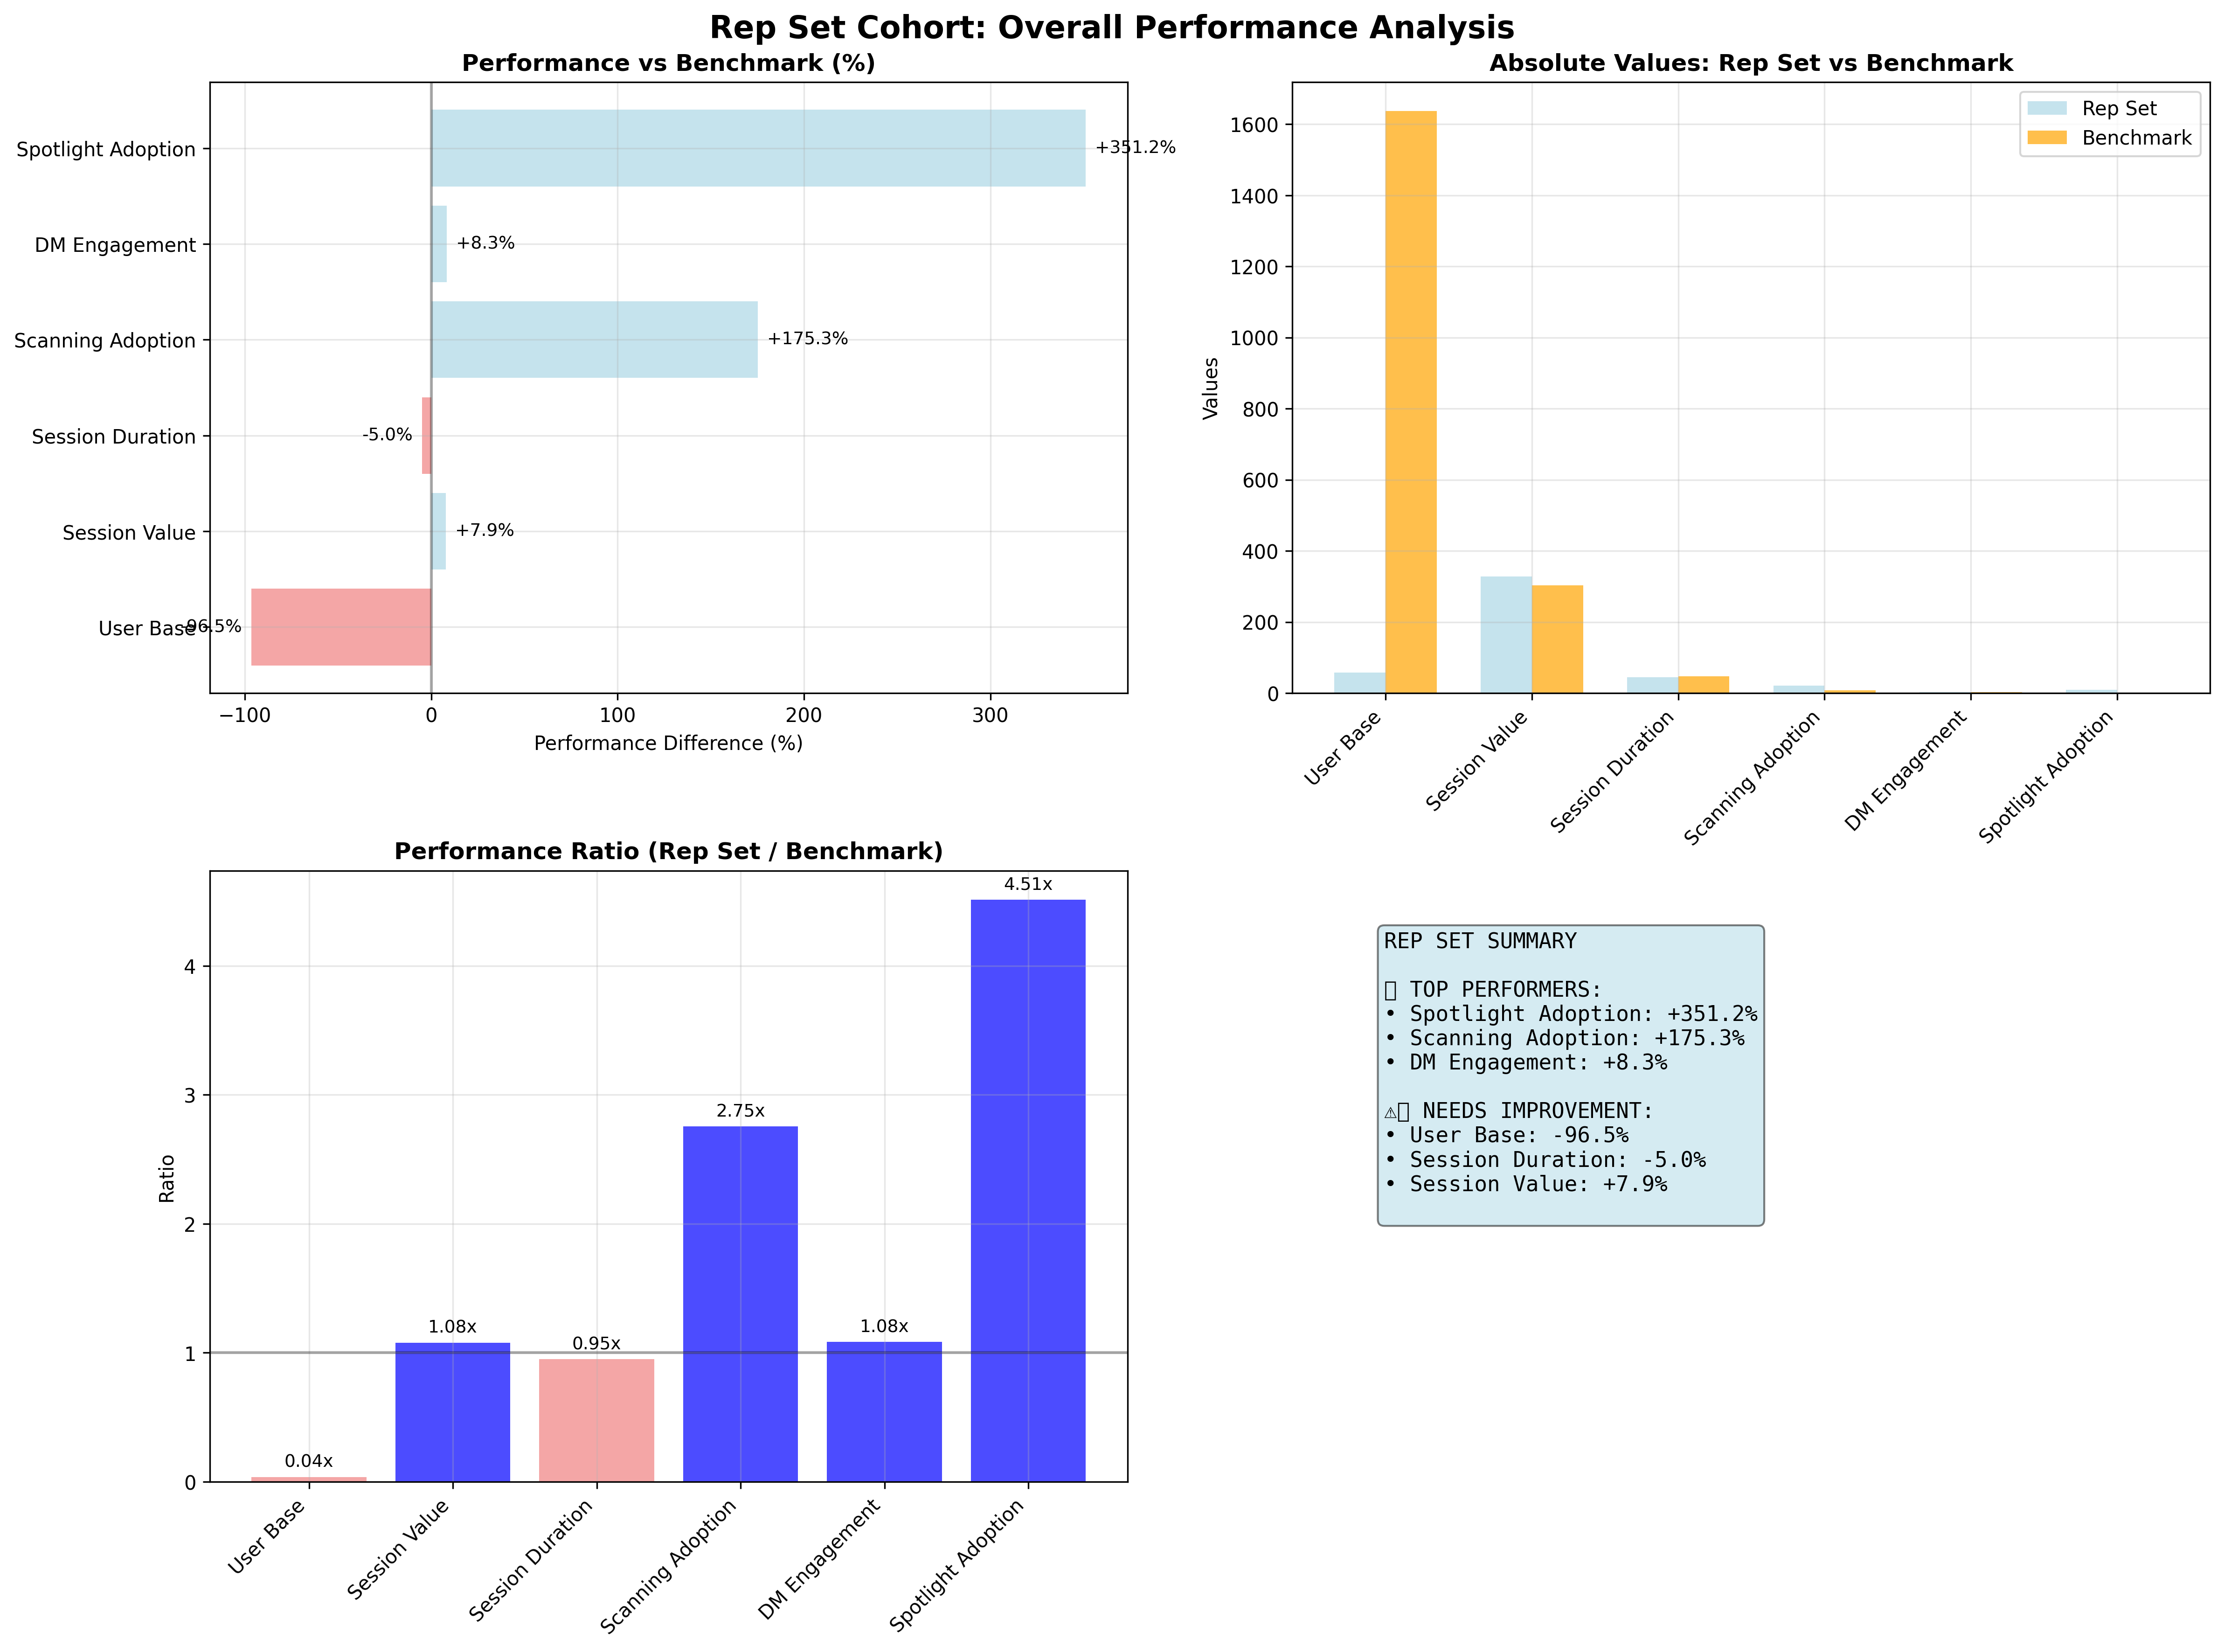 Rep Set Cohort: Overall Performance Analysis
Performance vs Benchmark (%)
Spotlight Adoption
+351.2%
DM Engagement
+8.3%
Scanning Adoption
+175.3%
Session Duration
-5.0%
Session Value
+7.9%
User Base
-96.5%
−100
0
100
200
300
Performance Difference (%)
Absolute Values: Rep Set vs Benchmark
Rep Set
Benchmark
Values
1600
1400
1200
1000
800
600
400
200
0
User Base
Session Value
Session Duration
Scanning Adoption
DM Engagement
Spotlight Adoption
Performance Ratio (Rep Set / Benchmark)
Ratio
4
3
2
1
0
0.04x
1.08x
0.95x
2.75x
1.08x
4.51x
User Base
Session Value
Session Duration
Scanning Adoption
DM Engagement
Spotlight Adoption
REP SET SUMMARY
TOP PERFORMERS:
• Spotlight Adoption: +351.2%
• Scanning Adoption: +175.3%
• DM Engagement: +8.3%
⚠ NEEDS IMPROVEMENT:
• User Base: -96.5%
• Session Duration: -5.0%
• Session Value: +7.9%